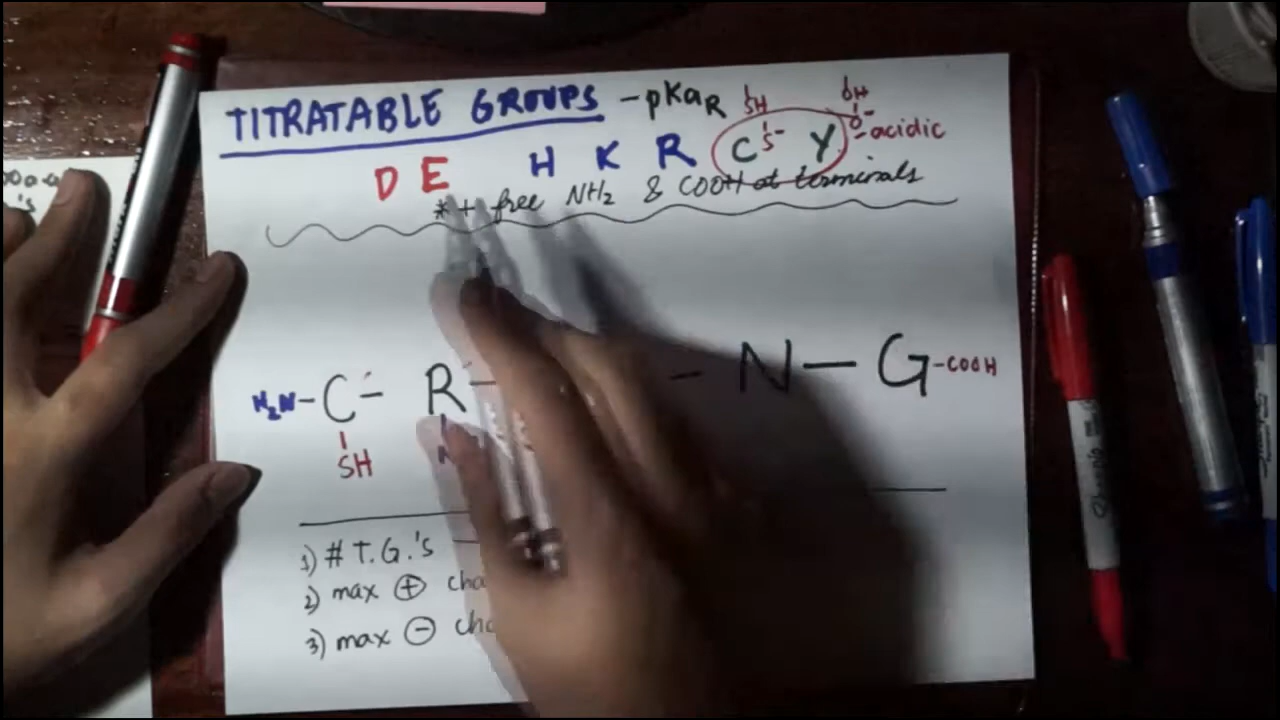 TITRATABLE GROUPS - pKaR
SH OH
D E H K R C S- Y O- - acidic
* + free NH2 & COOH at terminals
H2N - C - R - - N - G - COOH
SH
1) # T.G.'s
2) max ⊕ cha
3) max ⊖ cha
Sharpie